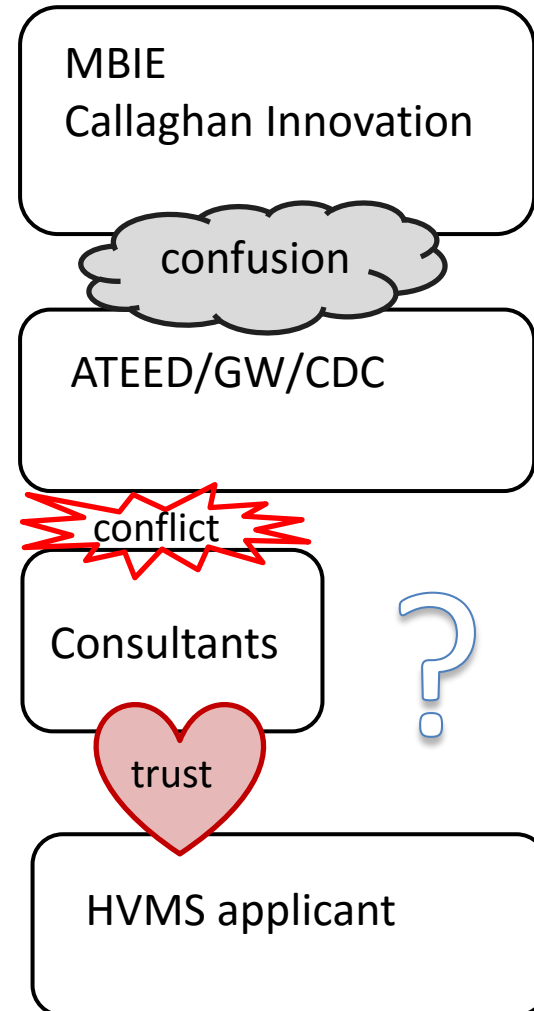 MBIE
Callaghan Innovation
confusion
ATEED/GW/CDC
conflict
Consultants
?
trust
HVMS applicant